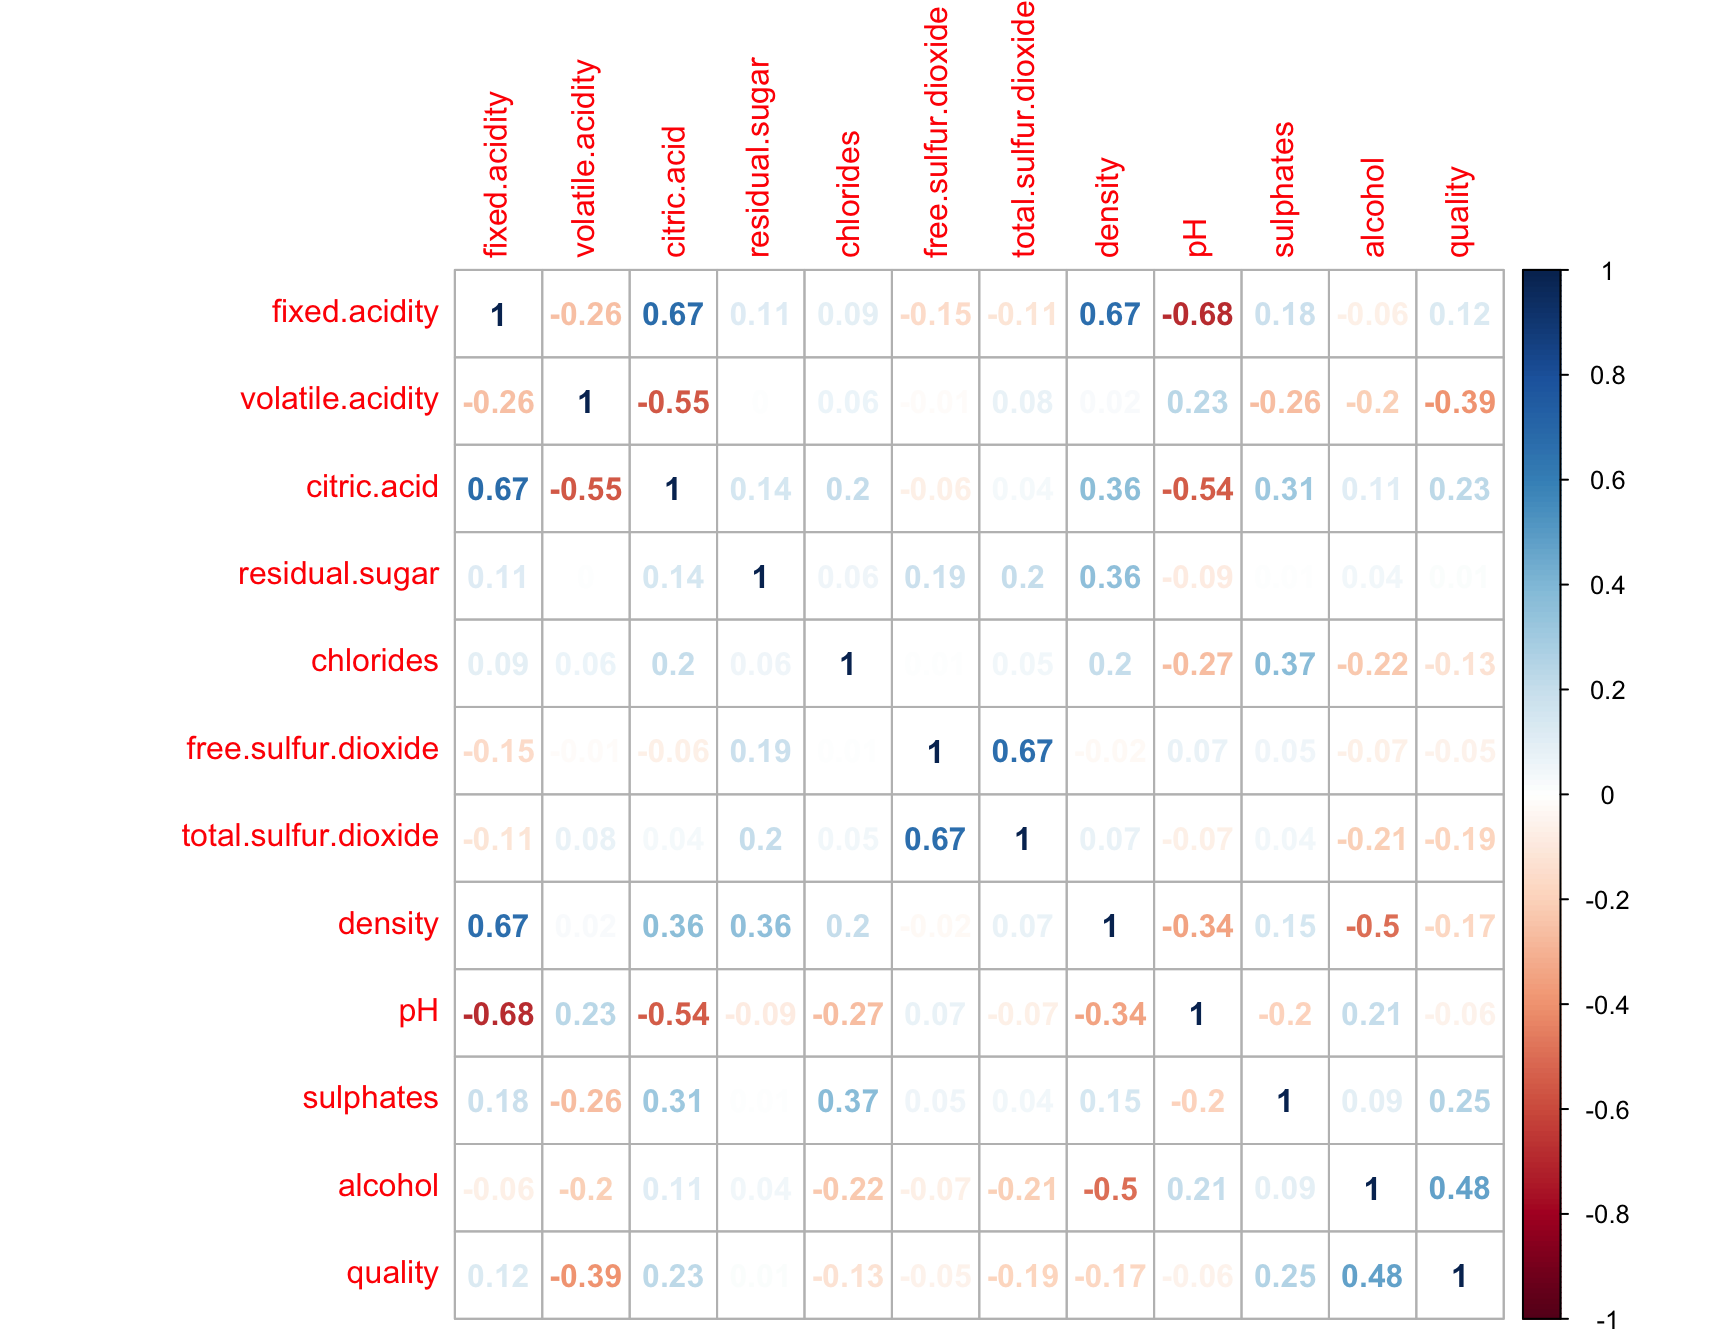 fixed.acidity volatile.acidity citric.acid residual.sugar chlorides free.sulfur.dioxide total.sulfur.dioxide density pH sulphates alcohol quality
fixed.acidity 1 -0.26 0.67 0.11 0.09 -0.15 -0.11 0.67 -0.68 0.18 -0.06 0.12
volatile.acidity -0.26 1 -0.55 0.06 -0.01 0.08 0.02 0.23 -0.26 -0.2 -0.39
citric.acid 0.67 -0.55 1 0.14 0.2 -0.06 0.04 0.36 -0.54 0.31 0.11 0.23
residual.sugar 0.11 0.14 1 0.06 0.19 0.2 0.36 -0.09 0.04 0.01
chlorides 0.09 0.06 0.2 0.06 1 0.05 0.2 -0.27 0.37 -0.22 -0.13
free.sulfur.dioxide -0.15 -0.01 -0.06 0.19 1 0.67 -0.02 0.07 0.05 -0.07 -0.05
total.sulfur.dioxide -0.11 0.08 0.04 0.2 0.05 0.67 1 0.07 -0.07 0.04 -0.21 -0.19
density 0.67 0.02 0.36 0.36 0.2 -0.02 0.07 1 -0.34 0.15 -0.5 -0.17
pH -0.68 0.23 -0.54 -0.09 -0.27 0.07 -0.07 -0.34 1 -0.2 0.21 -0.06
sulphates 0.18 -0.26 0.31 0.37 0.05 0.04 0.15 -0.2 1 0.09 0.25
alcohol -0.06 -0.2 0.11 0.04 -0.22 -0.07 -0.21 -0.5 0.21 0.09 1 0.48
quality 0.12 -0.39 0.23 0.01 -0.13 -0.05 -0.19 -0.17 -0.06 0.25 0.48 1
1
0.8
0.6
0.4
0.2
0
-0.2
-0.4
-0.6
-0.8
-1